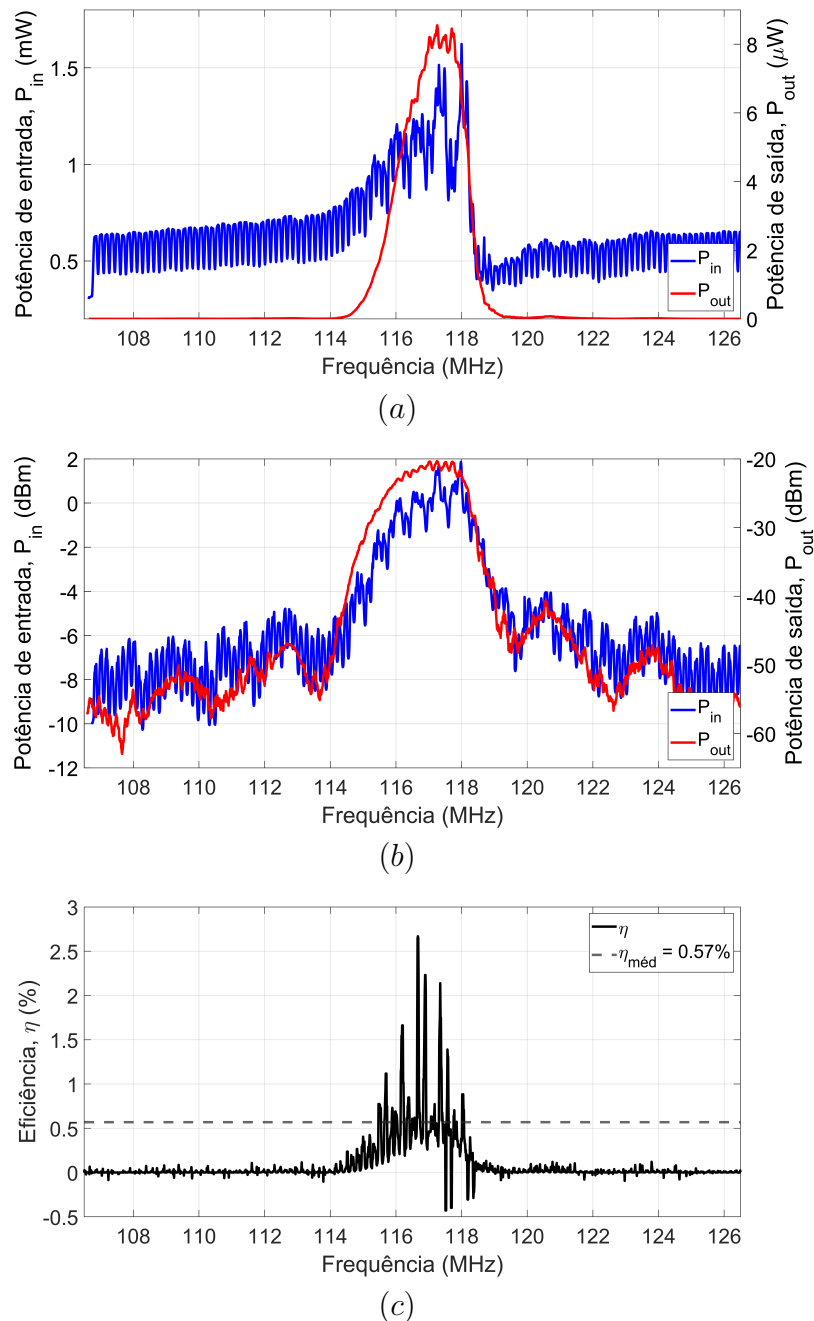 Potência de entrada, P_in (mW)
1.5
1
0.5
Potência de saída, P_out (μW)
8
6
4
2
0
P_in
P_out
108 110 112 114 116 118 120 122 124 126
Frequência (MHz)
(a)
Potência de entrada, P_in (dBm)
2
0
-2
-4
-6
-8
-10
-12
Potência de saída, P_out (dBm)
-20
-30
-40
-50
-60
P_in
P_out
108 110 112 114 116 118 120 122 124 126
Frequência (MHz)
(b)
Eficiência, η (%)
3
2.5
2
1.5
1
0.5
0
-0.5
η
η_méd = 0.57%
108 110 112 114 116 118 120 122 124 126
Frequência (MHz)
(c)